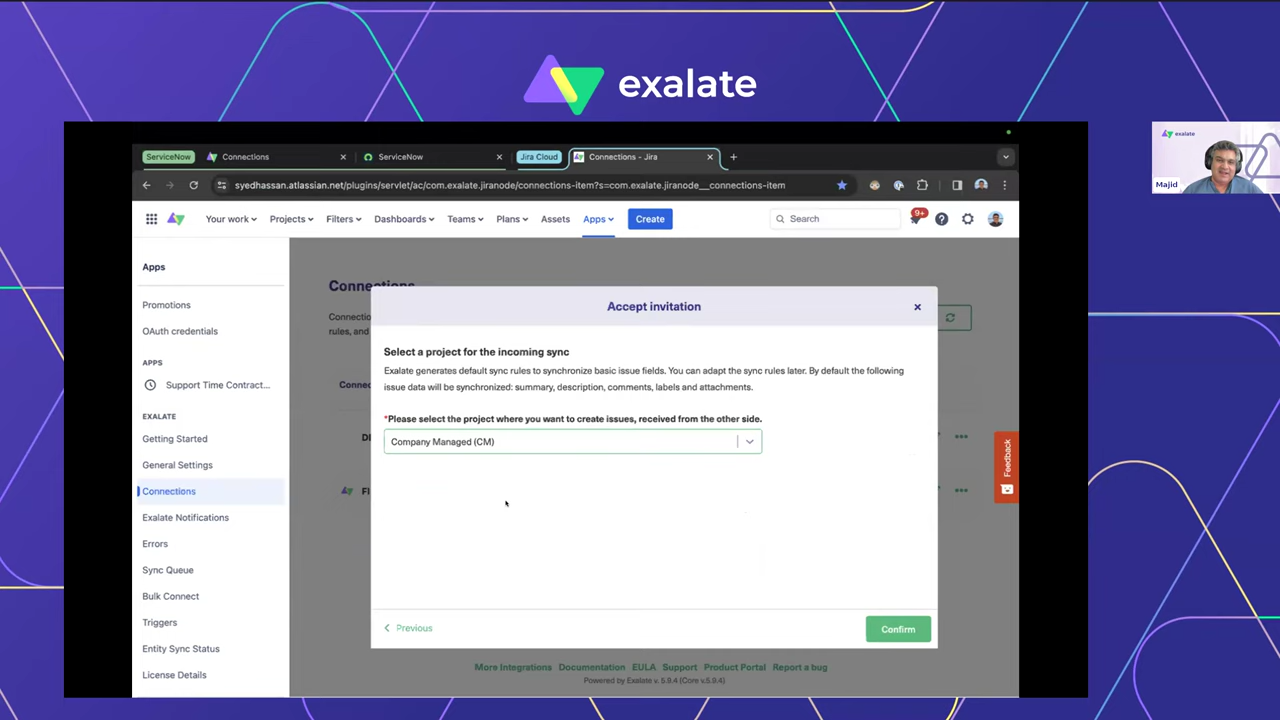 exalate
exalate
Majid
ServiceNow
Connections
ServiceNow
Jira Cloud
Connections - Jira
syedhassan.atlassian.net/plugins/servlet/ac/com.exalate.jiranode/connections-item?s=com.exalate.jiranode__connections-item
Your work
Projects
Filters
Dashboards
Teams
Plans
Assets
Apps
Create
Search
9+
Apps
Promotions
OAuth credentials
APPS
Support Time Contract...
EXALATE
Getting Started
General Settings
Connections
Exalate Notifications
Errors
Sync Queue
Bulk Connect
Triggers
Entity Sync Status
License Details
Connections
Connectio
rules, and
Connec
Accept invitation
Select a project for the incoming sync
Exalate generates default sync rules to synchronize basic issue fields. You can adapt the sync rules later. By default the following
issue data will be synchronized: summary, description, comments, labels and attachments.
*Please select the project where you want to create issues, received from the other side.
Company Managed (CM)
Previous
Confirm
Feedback
More Integrations
Documentation
EULA
Support
Product Portal
Report a bug
Powered by Exalate v. 5.9.4 (Core v.5.9.4)